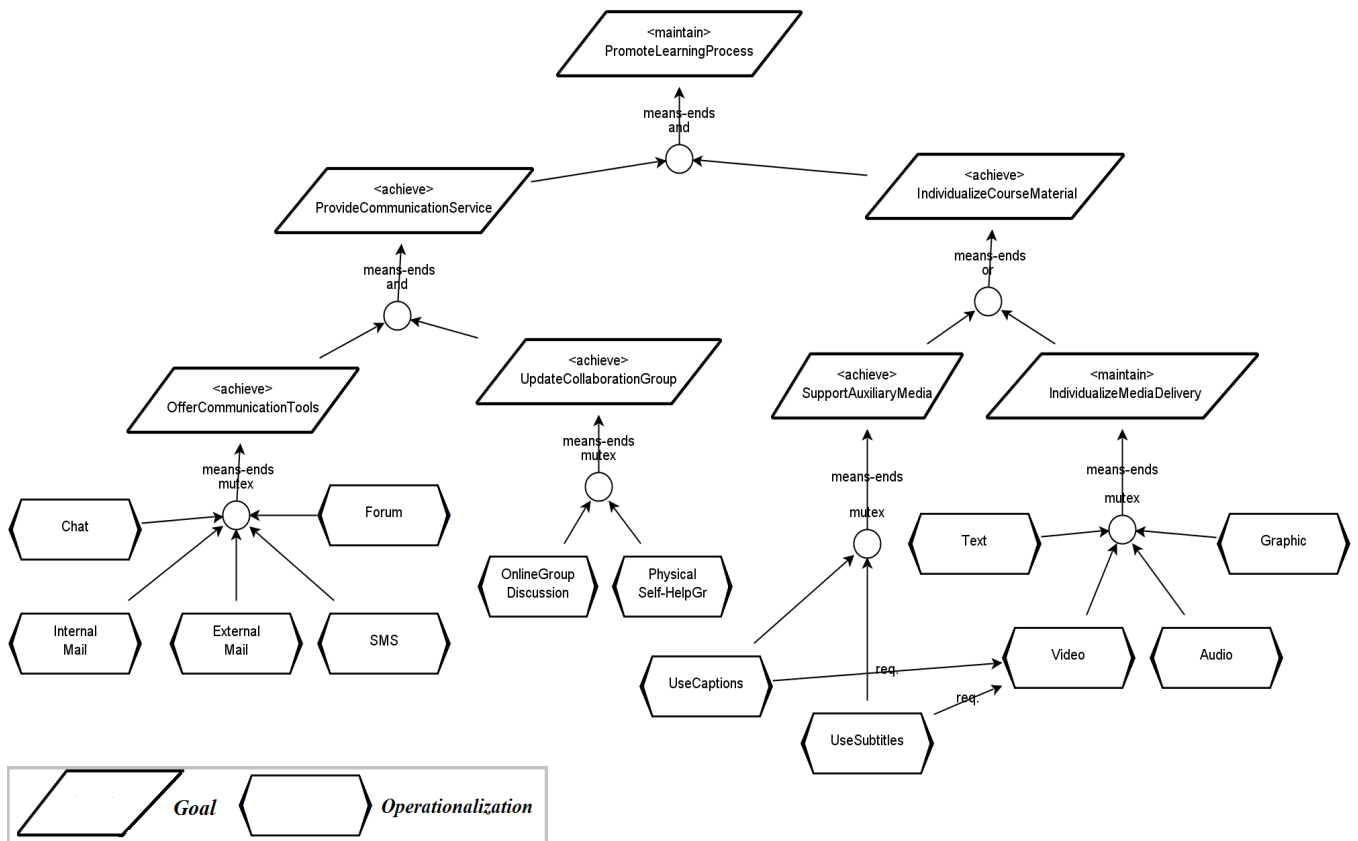 <maintain>
PromoteLearningProcess
means-ends
and
<achieve>
ProvideCommunicationService
<achieve>
IndividualizeCourseMaterial
means-ends
and
means-ends
or
<achieve>
OfferCommunicationTools
<achieve>
UpdateCollaborationGroup
<achieve>
SupportAuxiliaryMedia
<maintain>
IndividualizeMediaDelivery
means-ends
mutex
means-ends
mutex
means-ends
mutex
means-ends
mutex
Chat
Forum
Internal
Mail
External
Mail
SMS
OnlineGroup
Discussion
Physical
Self-HelpGr
Text
Graphic
Video
Audio
UseCaptions
req.
UseSubtitles
req.
Goal
Operationalization